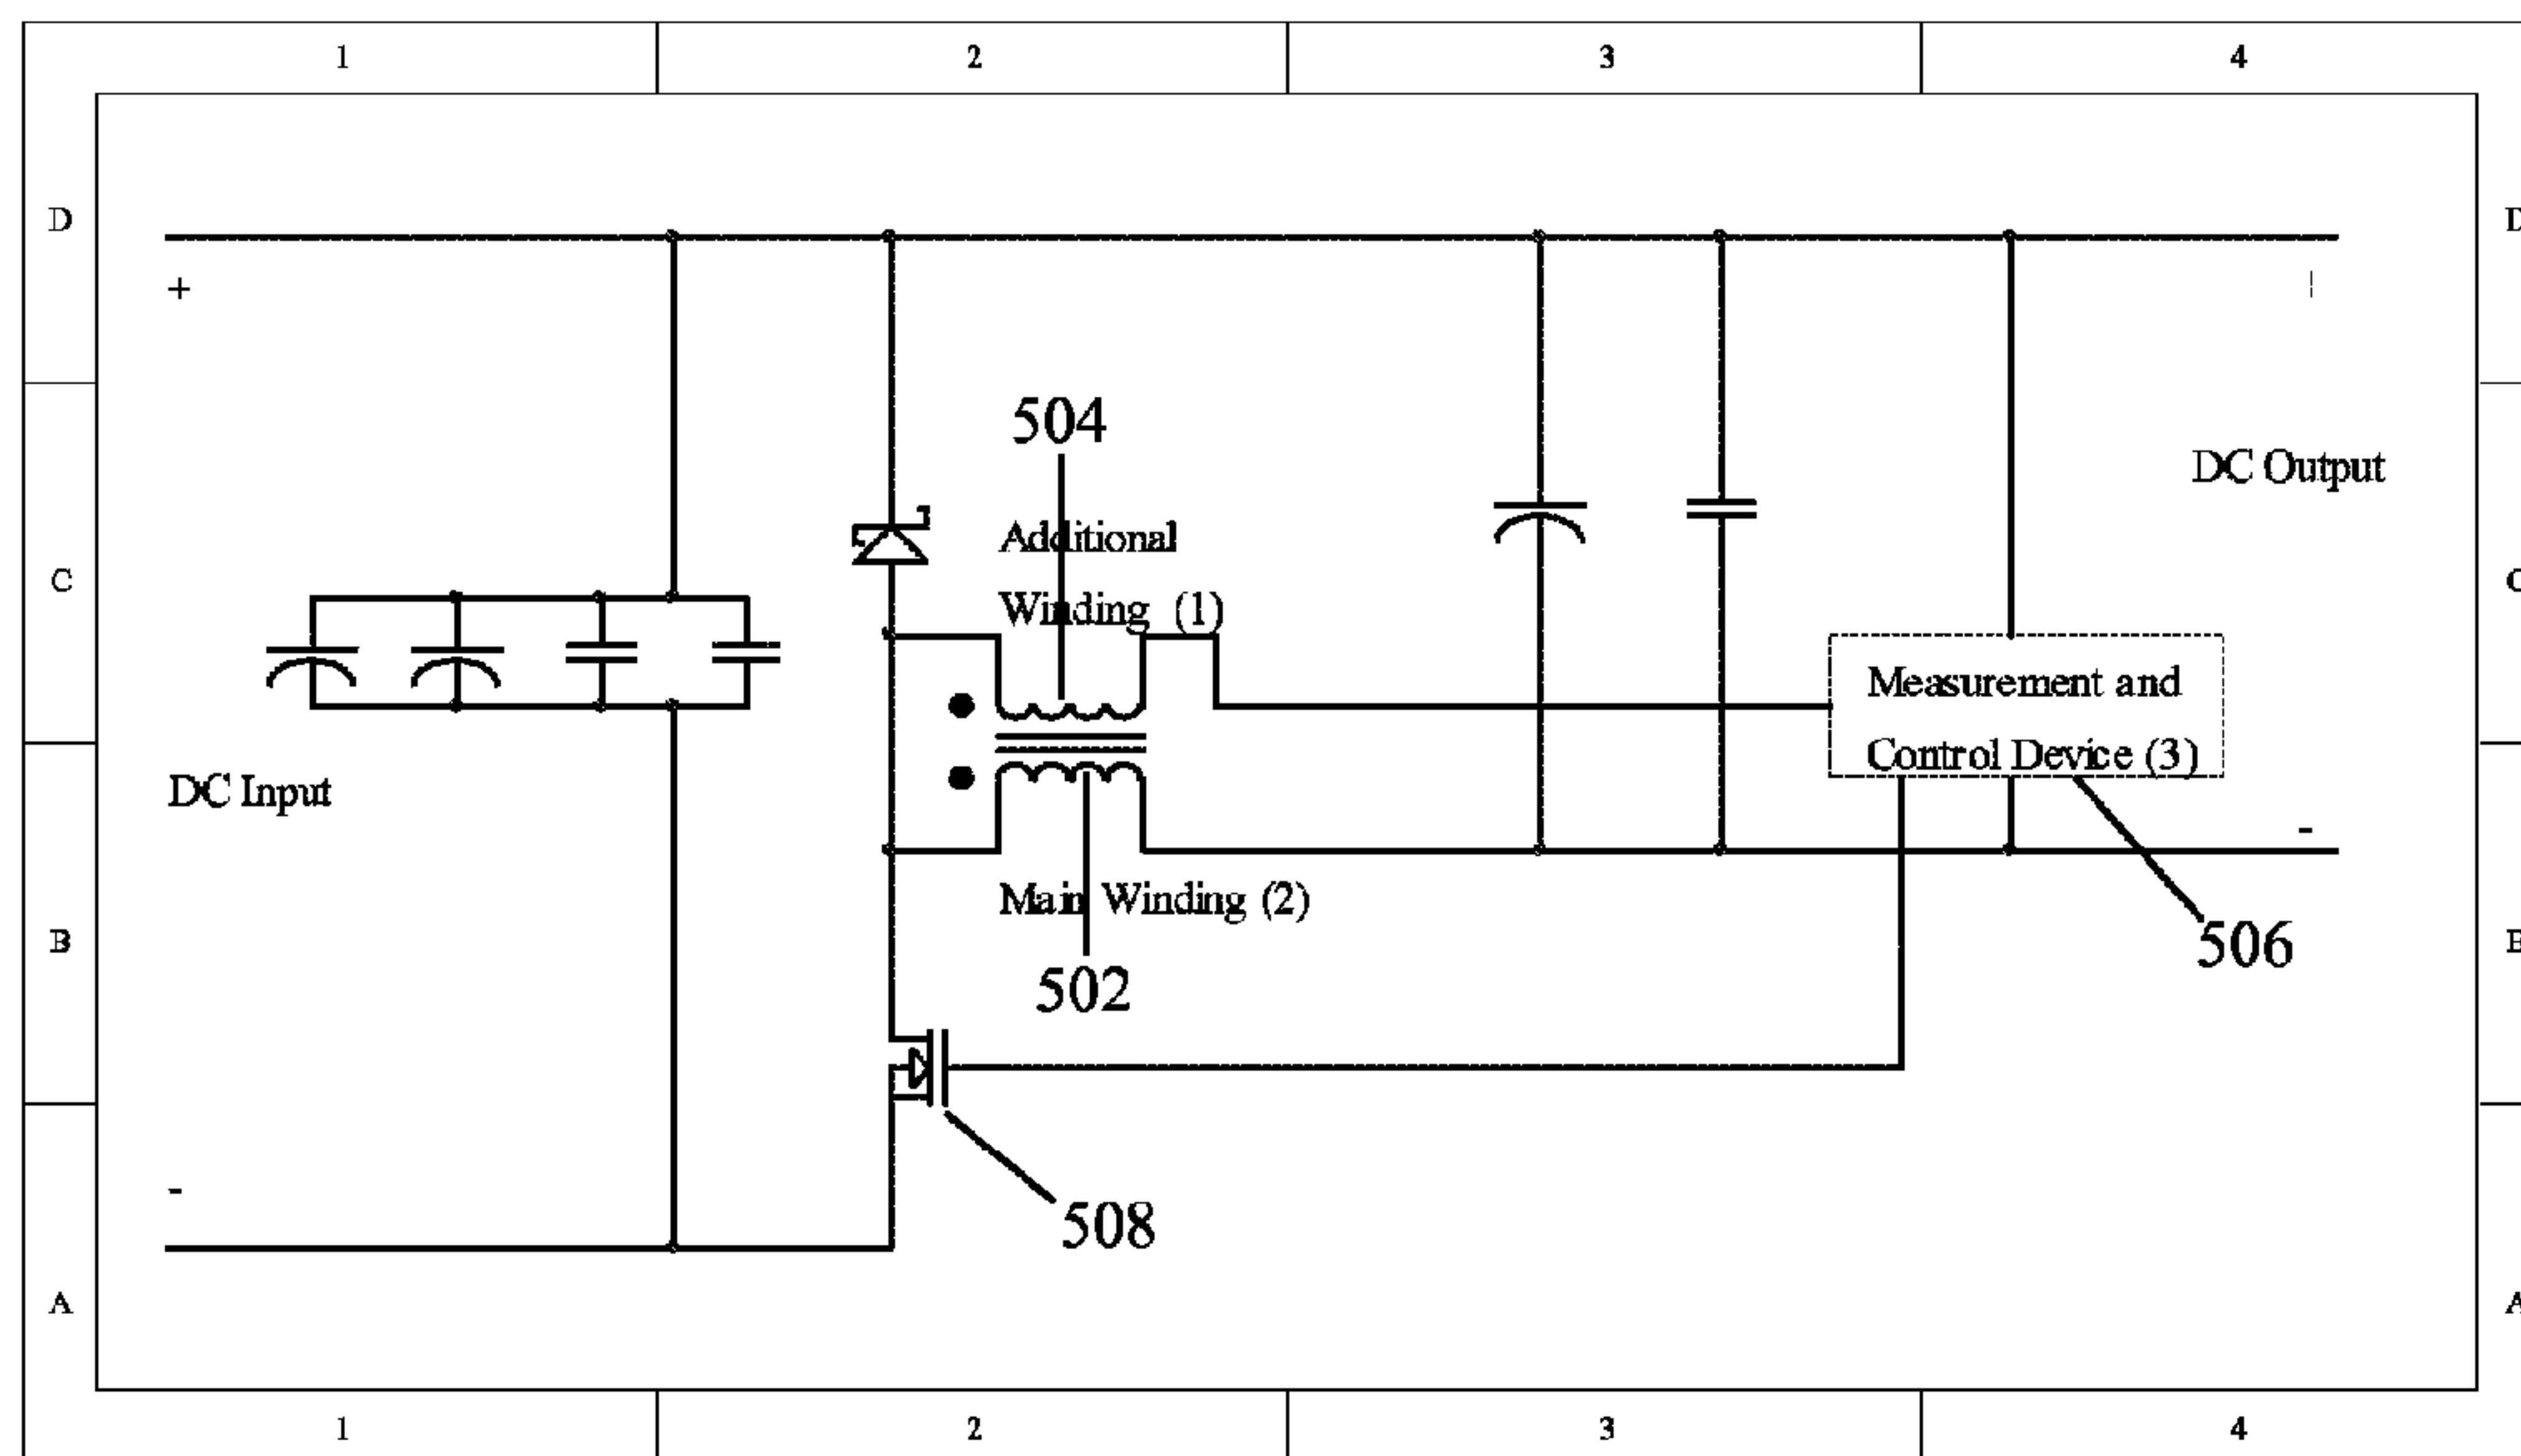 1 2 3 4
D D
+ |
504
DC Output
Additional
C C
Winding (1)
Measurement and
Control Device (3)
DC Input
-
Main Winding (2)
B B
506
502
-
508
A A
1 2 3 4